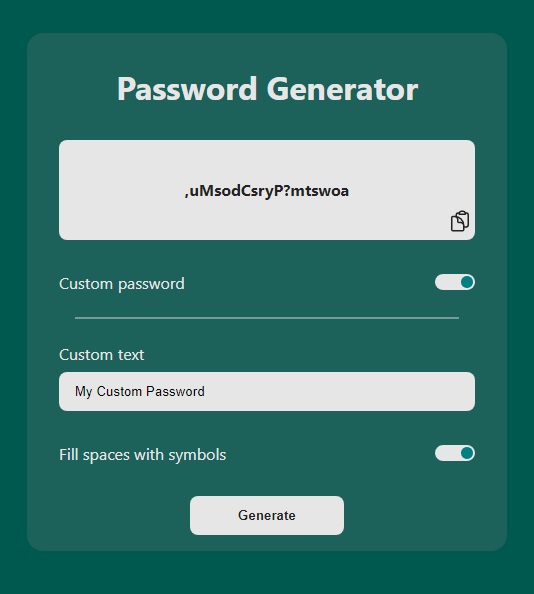 Password Generator
,uMsodCsryP?mtswoa
Custom password
Custom text
My Custom Password
Fill spaces with symbols
Generate